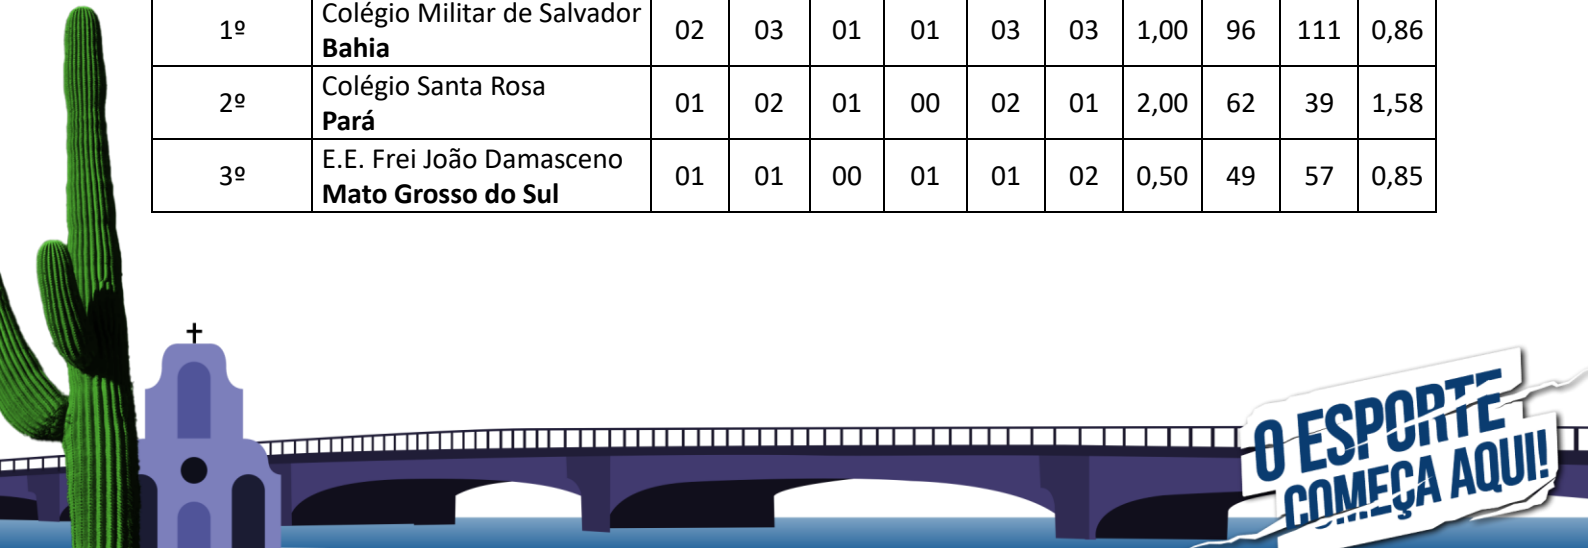 1º Colégio Militar de Salvador 02 03 01 01 03 03 1,00 96 111 0,86
Bahia
2º Colégio Santa Rosa 01 02 01 00 02 01 2,00 62 39 1,58
Pará
3º E.E. Frei João Damasceno 01 01 00 01 01 02 0,50 49 57 0,85
Mato Grosso do Sul
O ESPORTE
COMEÇA AQUI!